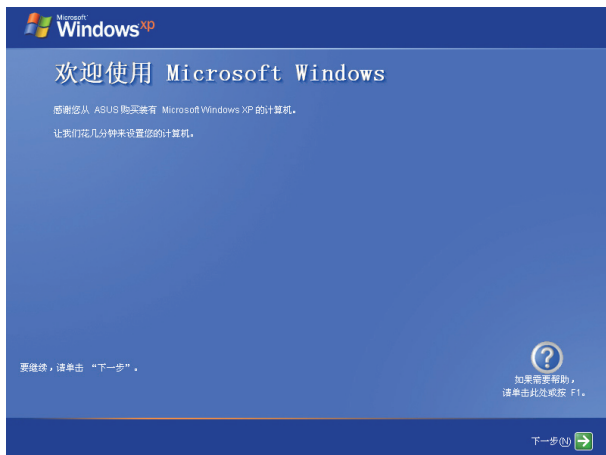 Microsoft
Windows xp
欢迎使用 Microsoft Windows
感谢您从 ASUS 购买装有 Microsoft Windows XP 的计算机。
让我们花几分钟来设置您的计算机。
要继续，请单击 “下一步”。
?
如果需要帮助，
请单击此处或按 F1。
下一步(N)